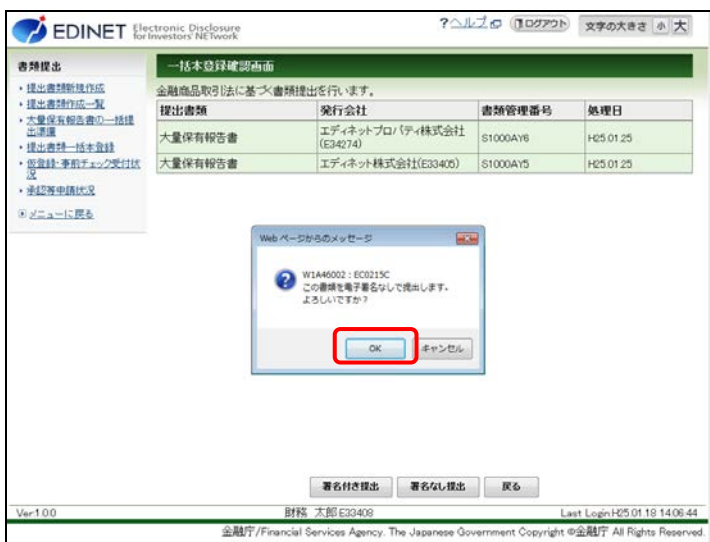 EDINET Electronic Disclosure
for Investors' NETwork
?ヘルプ ログアウト 文字の大きさ 小 大
書類提出
・提出書類新規作成
・提出書類作成一覧
・大量保有報告書の一括提
出準備
・提出書類一括本登録
・仮登録・事前チェック受付状
況
・承認等申請状況
メニューに戻る
一括本登録確認画面
金融商品取引法に基づく書類提出を行います。
提出書類 発行会社 書類管理番号 処理日
大量保有報告書 エディネットプロパティ株式会社
(E34274) S1000AY6 H25.01.25
大量保有報告書 エディネット株式会社(E33405) S1000AY5 H25.01.25
Web ページからのメッセージ
W1A46002 : EC0215C
この書類を電子署名なしで提出します。
よろしいですか?
OK キャンセル
署名付き提出 署名なし提出 戻る
Ver1.00 財務 太郎 E33408 Last Login:H25.01.18 14:06:44
金融庁/Financial Services Agency. The Japanese Government Copyright ©金融庁 All Rights Reserved.